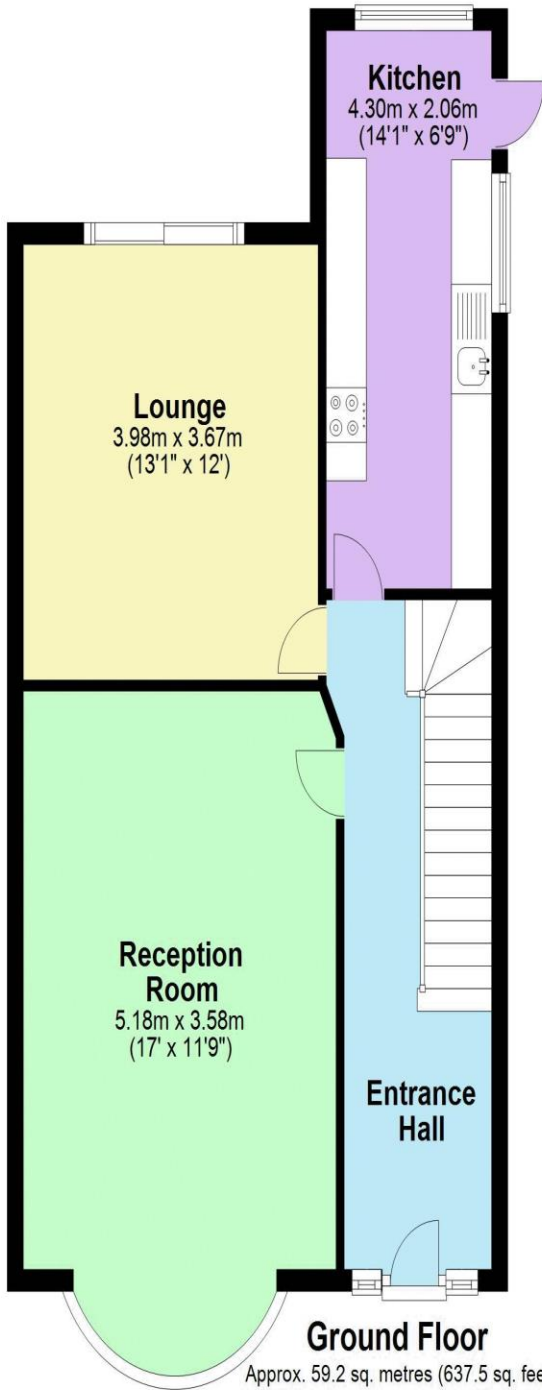 Kitchen
4.30m x 2.06m
(14'1" x 6'9")
Lounge
3.98m x 3.67m
(13'1" x 12')
Reception
Room
5.18m x 3.58m
(17' x 11'9")
Entrance
Hall
Ground Floor
Approx. 59.2 sq. metres (637.5 sq. fee